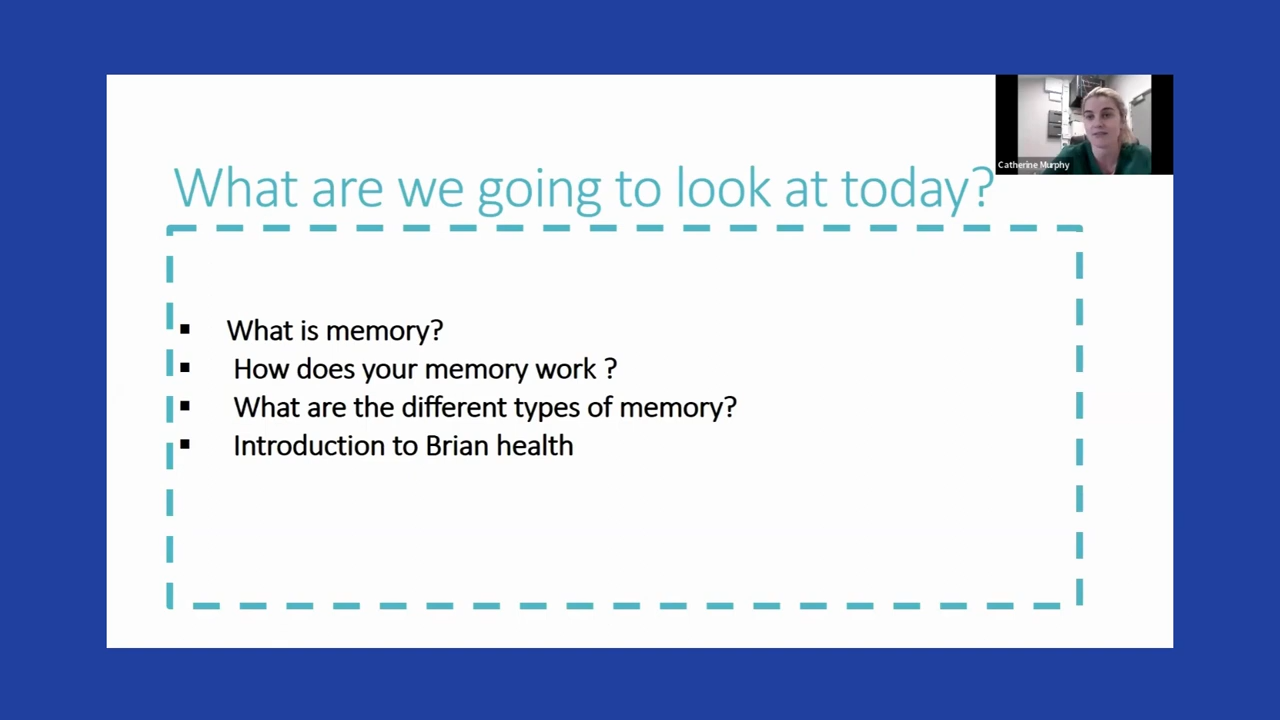 Catherine Murphy
What are we going to look at today?
▪ What is memory?
▪ How does your memory work ?
▪ What are the different types of memory?
▪ Introduction to Brian health